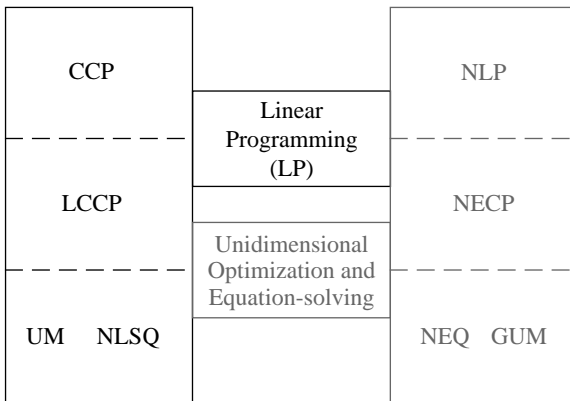 CCP
NLP
Linear
Programming
(LP)
LCCP
NECP
Unidimensional
Optimization and
Equation-solving
UM NLSQ
NEQ GUM